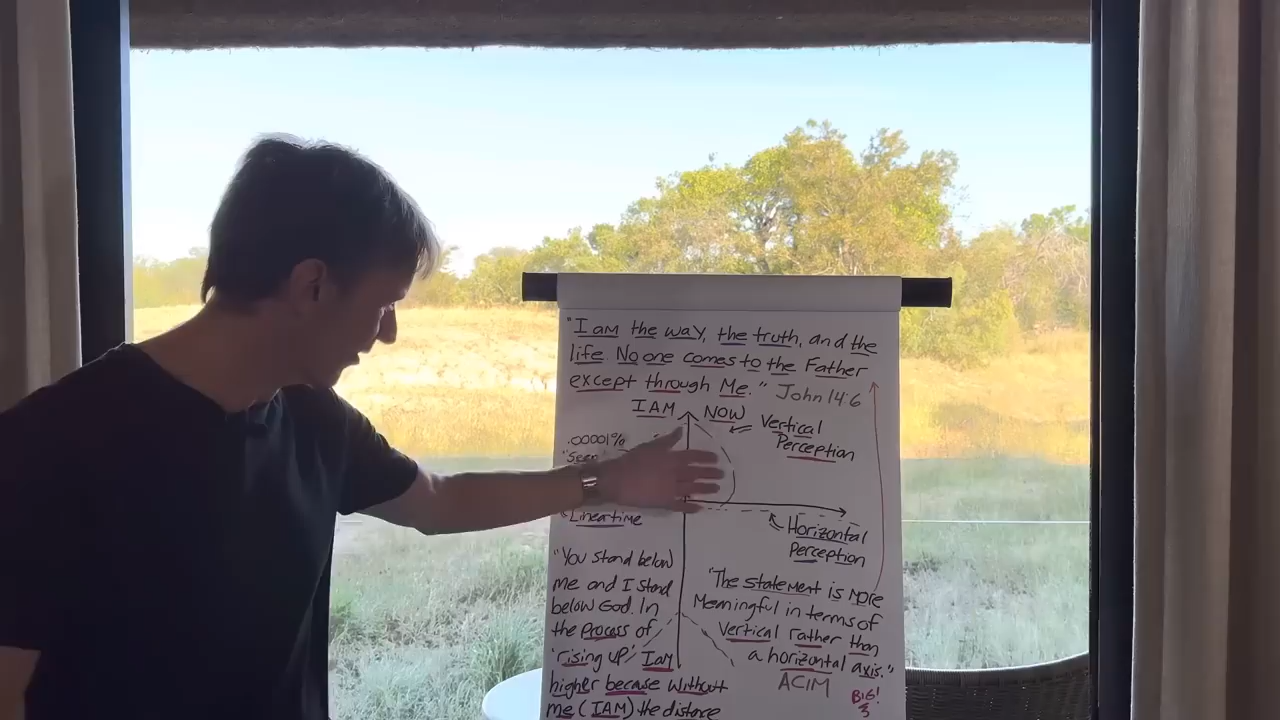 "I am the way, the truth, and the
life. No one comes to the Father
except through Me." John 14:6
I AM NOW
Vertical
Perception
.00001%
"Seen
"Linear time
Horizontal
Perception
"You stand below
me and I stand
below God. In
the process of
'rising up' I am
higher because without
me (IAM) the distance
"The statement is more
Meaningful in terms of
vertical rather than
a horizontal axis."
ACIM
BIG!